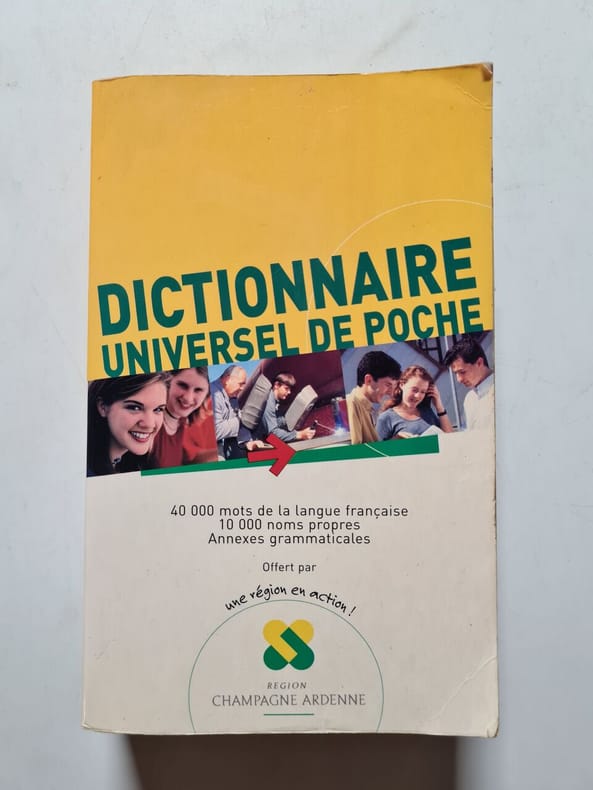 DICTIONNAIRE
UNIVERSEL DE POCHE
40 000 mots de la langue française
10 000 noms propres
Annexes grammaticales
Offert par
une région en action !
REGION
CHAMPAGNE ARDENNE